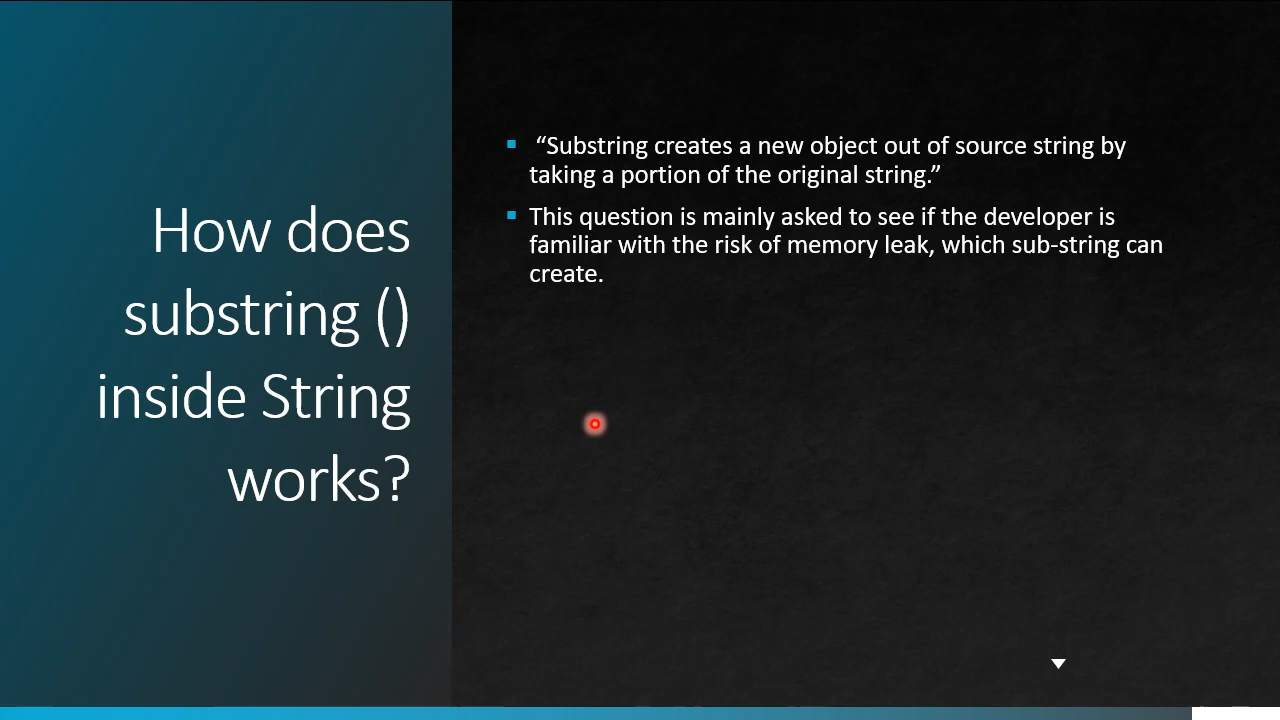 How does
substring ()
inside String
works?
“Substring creates a new object out of source string by
taking a portion of the original string.”
This question is mainly asked to see if the developer is
familiar with the risk of memory leak, which sub-string can
create.